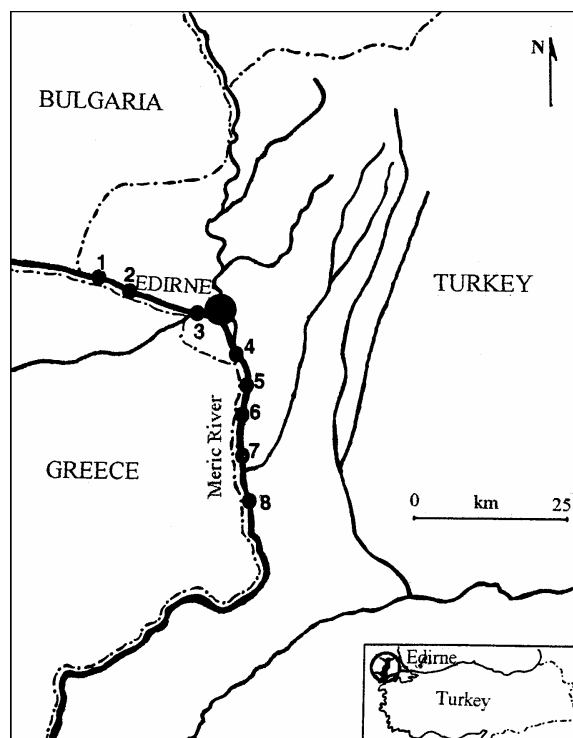 N
BULGARIA
1
2
EDIRNE
TURKEY
3
4
5
6
Meric River
7
GREECE
8
0 km 25
Edirne
Turkey